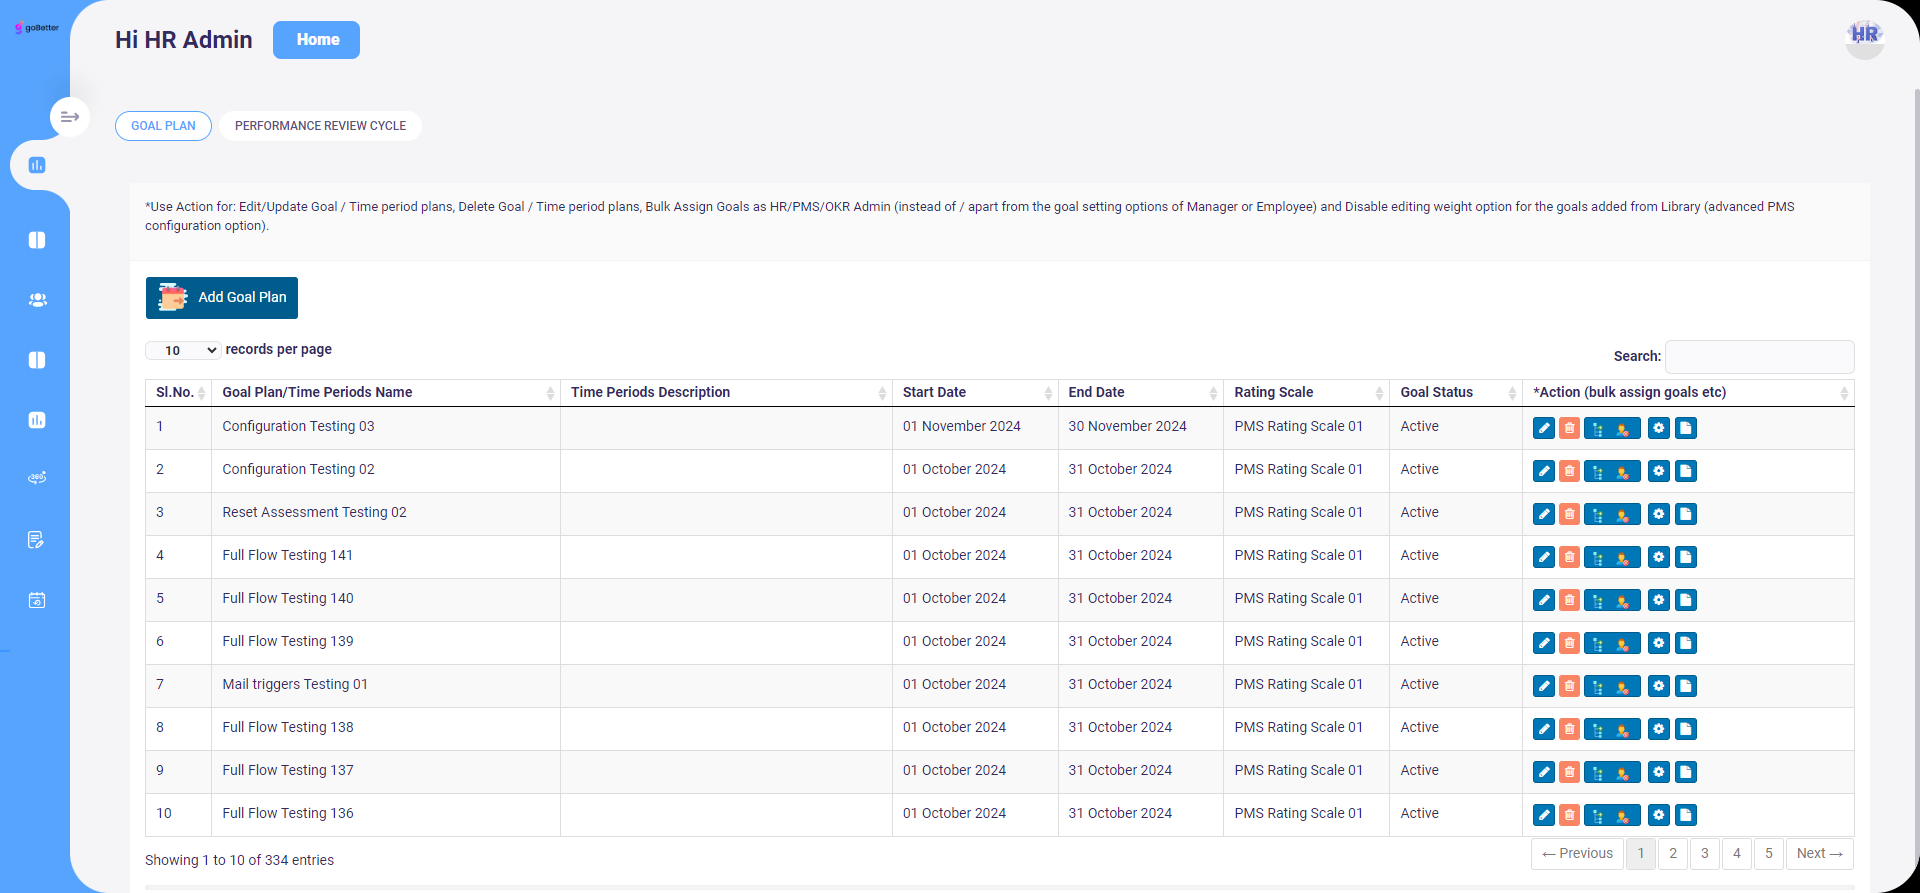 goBetter
Hi HR Admin
Home
HR
GOAL PLAN
PERFORMANCE REVIEW CYCLE
*Use Action for: Edit/Update Goal / Time period plans, Delete Goal / Time period plans, Bulk Assign Goals as HR/PMS/OKR Admin (instead of / apart from the goal setting options of Manager or Employee) and Disable editing weight option for the goals added from Library (advanced PMS
configuration option).
Add Goal Plan
10 records per page
Search:
Sl.No. Goal Plan/Time Periods Name Time Periods Description Start Date End Date Rating Scale Goal Status *Action (bulk assign goals etc)
1 Configuration Testing 03 01 November 2024 30 November 2024 PMS Rating Scale 01 Active
2 Configuration Testing 02 01 October 2024 31 October 2024 PMS Rating Scale 01 Active
3 Reset Assessment Testing 02 01 October 2024 31 October 2024 PMS Rating Scale 01 Active
4 Full Flow Testing 141 01 October 2024 31 October 2024 PMS Rating Scale 01 Active
5 Full Flow Testing 140 01 October 2024 31 October 2024 PMS Rating Scale 01 Active
6 Full Flow Testing 139 01 October 2024 31 October 2024 PMS Rating Scale 01 Active
7 Mail triggers Testing 01 01 October 2024 31 October 2024 PMS Rating Scale 01 Active
8 Full Flow Testing 138 01 October 2024 31 October 2024 PMS Rating Scale 01 Active
9 Full Flow Testing 137 01 October 2024 31 October 2024 PMS Rating Scale 01 Active
10 Full Flow Testing 136 01 October 2024 31 October 2024 PMS Rating Scale 01 Active
Showing 1 to 10 of 334 entries
← Previous 1 2 3 4 5 Next →
360°